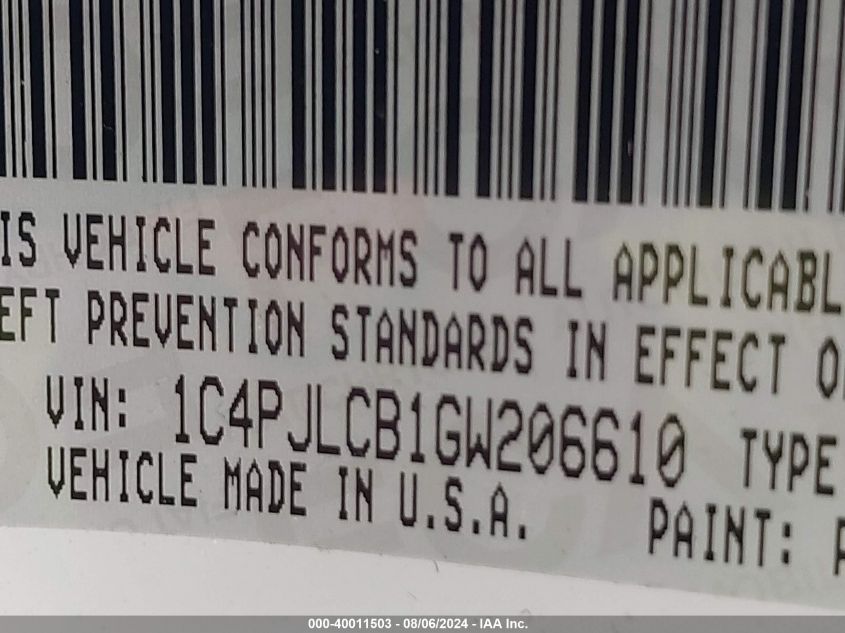 IS VEHICLE CONFORMS TO ALL APPLICABL
EFT PREVENTION STANDARDS IN EFFECT O
VIN: 1C4PJLCB1GW206610 TYPE
VEHICLE MADE IN U.S.A. PAINT:
000-40011503 - 08/06/2024 - IAA Inc.